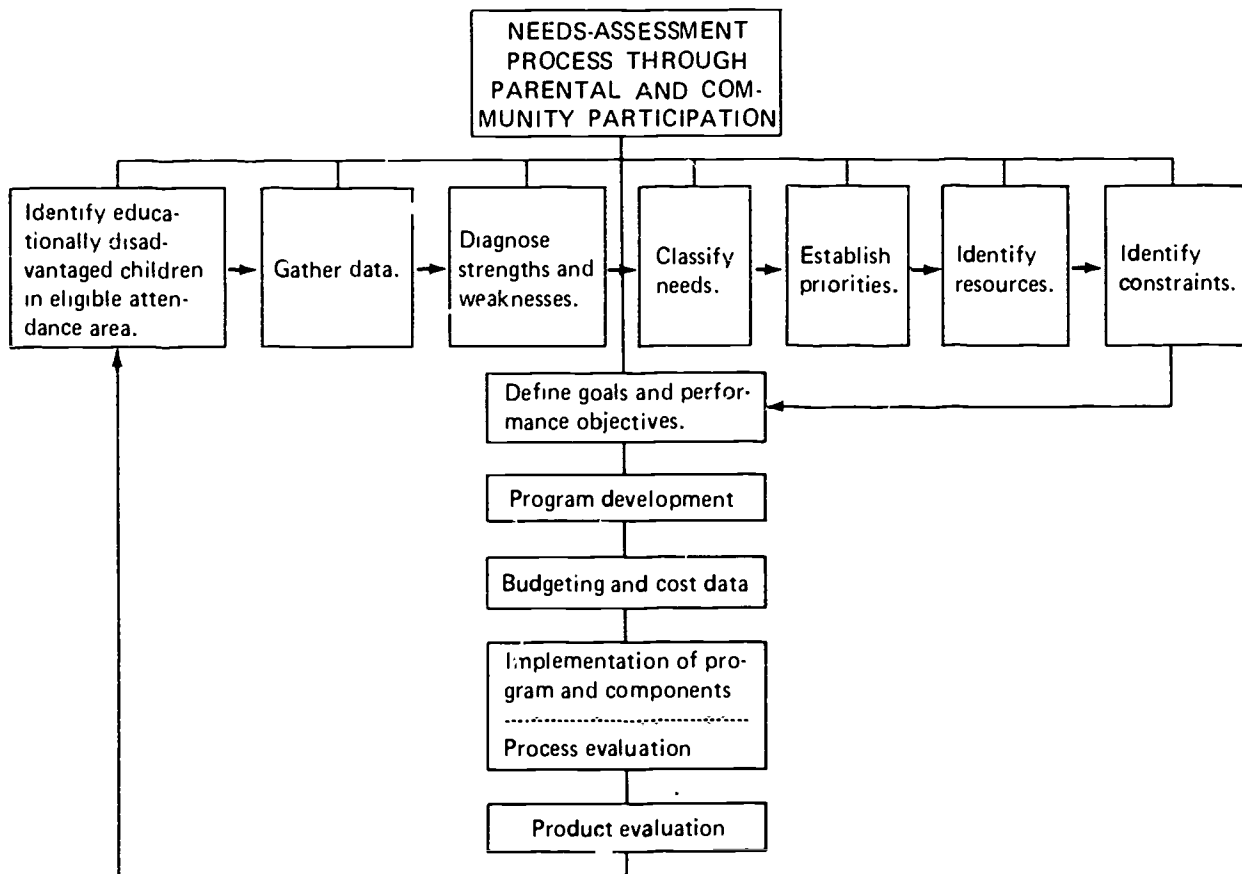 NEEDS-ASSESSMENT
PROCESS THROUGH
PARENTAL AND COM-
MUNITY PARTICIPATION
Identify educa-
tionally disad-
vantaged children
in eligible atten-
dance area.
Gather data.
Diagnose
strengths and
weaknesses.
Classify
needs.
Establish
priorities.
Identify
resources.
Identify
constraints.
Define goals and perfor-
mance objectives.
Program development
Budgeting and cost data
Implementation of pro-
gram and components
Process evaluation
Product evaluation